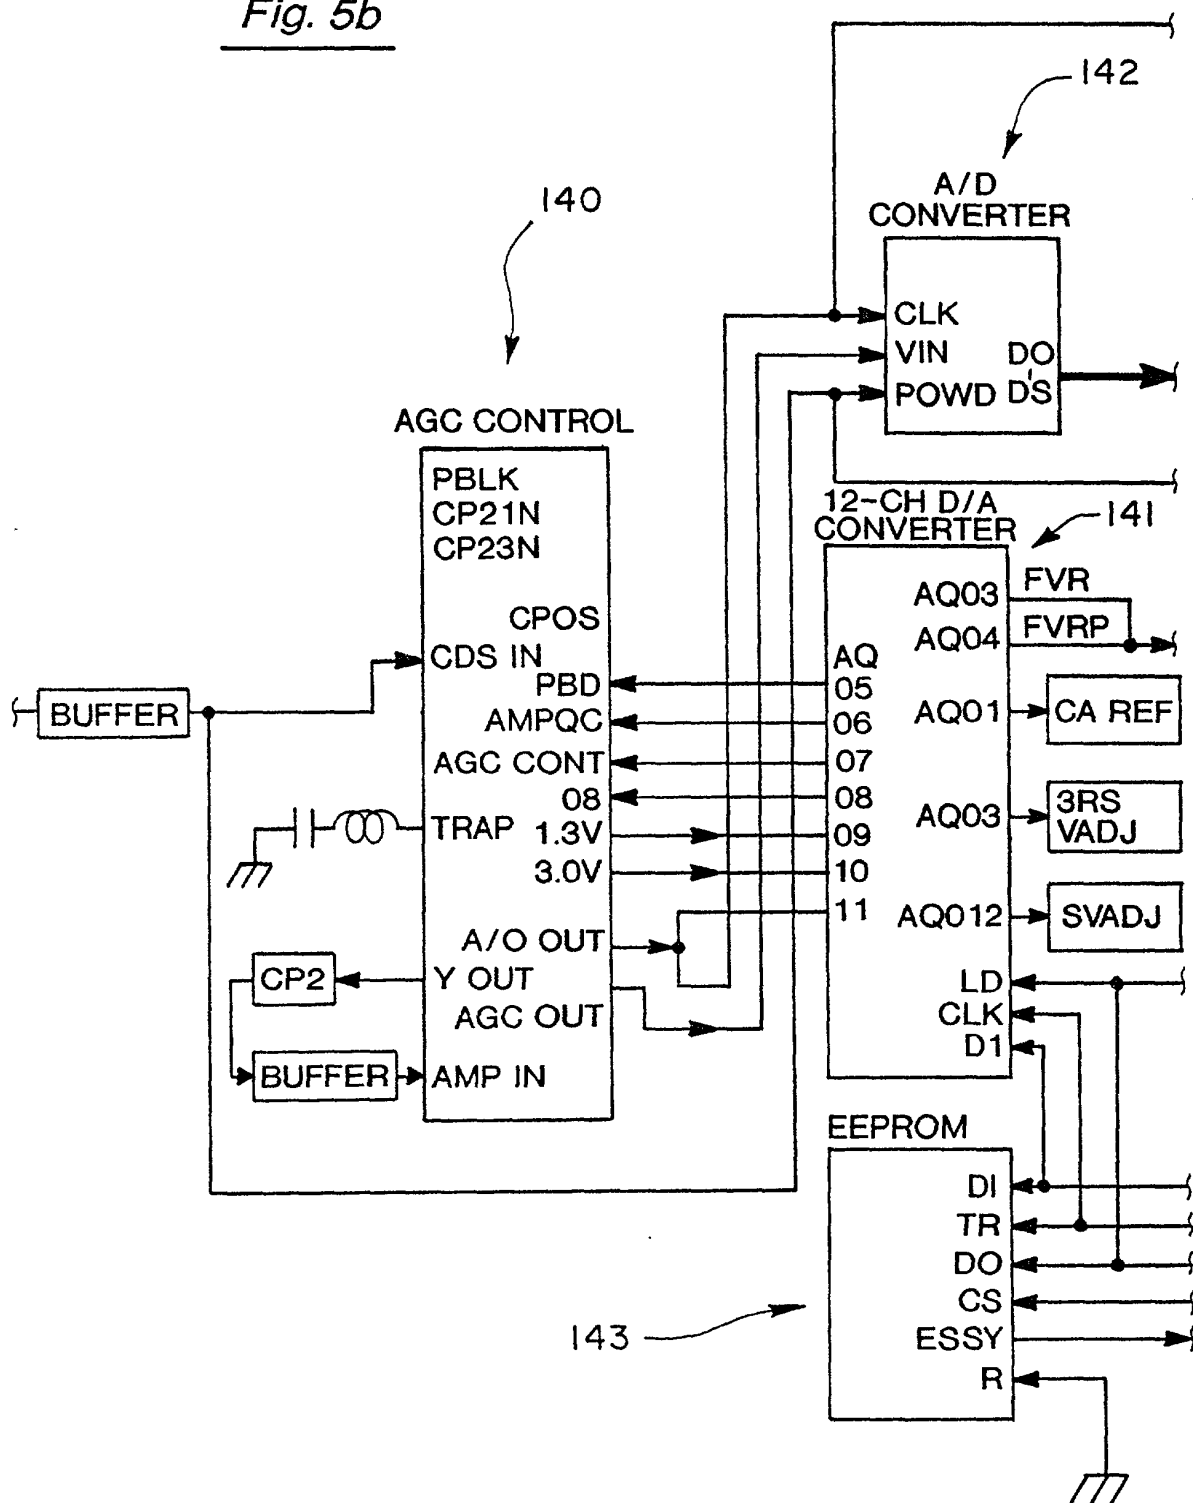 Fig. 5b
142
A/D
CONVERTER
140
CLK
VIN
DO
POWD
D'S
AGC CONTROL
PBLK
CP21N
CP23N
CPOS
CDS IN
PBD
AMPQC
AGC CONT
08
TRAP
1.3V
3.0V
A/O OUT
Y OUT
AGC OUT
AMP IN
BUFFER
CP2
BUFFER
12-CH D/A
CONVERTER
141
AQ03
FVR
AQ04
FVRP
AQ
05
06
07
08
09
10
11
AQ01
CA REF
AQ03
3RS
VADJ
AQ012
SVADJ
LD
CLK
D1
EEPROM
DI
TR
DO
CS
ESSY
R
143